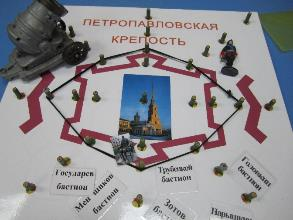 ПЕТРОПАВЛОВСКАЯ
КРЕПОСТЬ
Государев
бастион
Меншиков
бастион
Трубецкой
бастион
Зотов
бастион
Головкин
бастион
Нарышкин